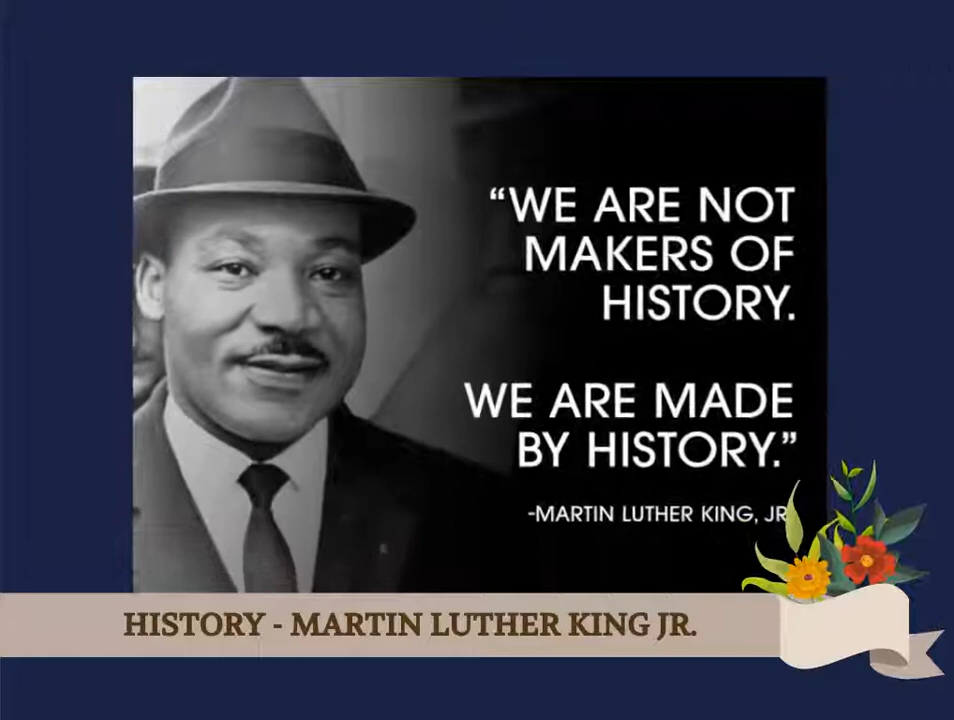 “WE ARE NOT
MAKERS OF
HISTORY.
WE ARE MADE
BY HISTORY.”
-MARTIN LUTHER KING, JR
HISTORY - MARTIN LUTHER KING JR.